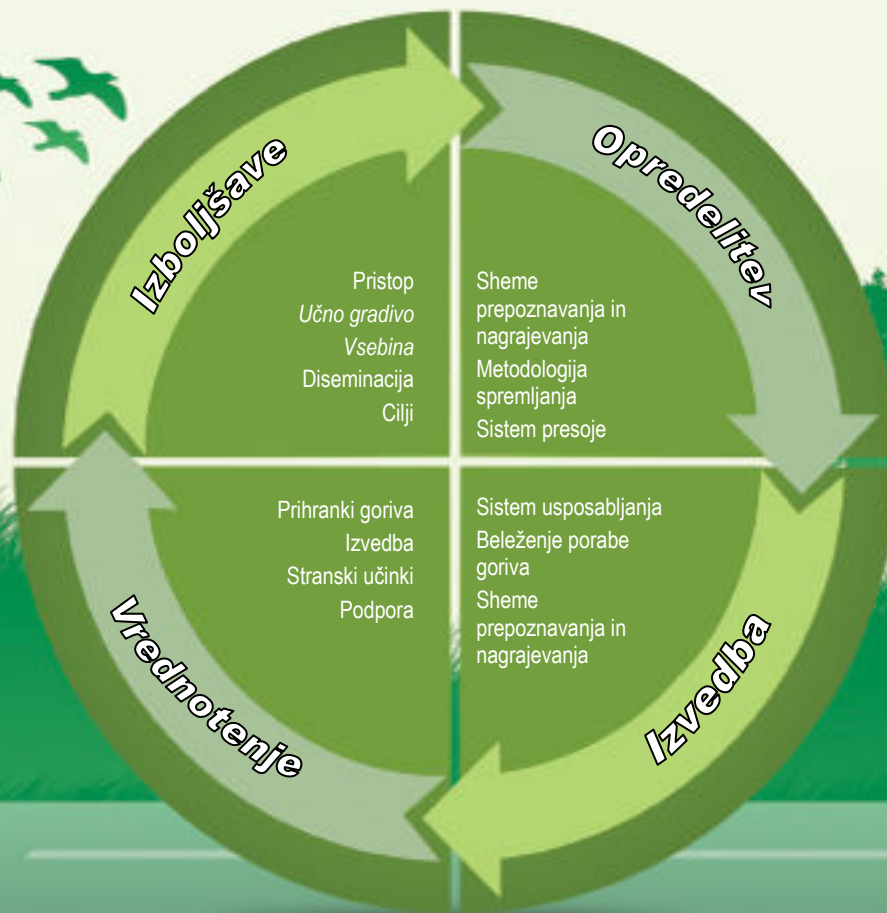 Izboljšave
Opredelitev
Pristop
Učno gradivo
Vsebina
Diseminacija
Cilji
Sheme
prepoznavanja in
nagrajevanja
Metodologija
spremljanja
Sistem presoje
Prihranki goriva
Izvedba
Stranski učinki
Podpora
Sistem usposabljanja
Beleženje porabe
goriva
Sheme
prepoznavanja in
nagrajevanja
Vrednotenje
Izvedba